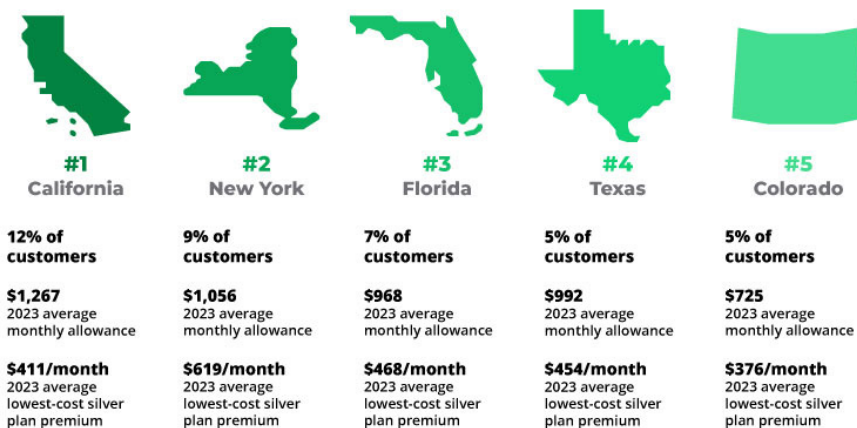 #1
California
12% of
customers
$1,267
2023 average
monthly allowance
$411/month
2023 average
lowest-cost silver
plan premium
#2
New York
9% of
customers
$1,056
2023 average
monthly allowance
$619/month
2023 average
lowest-cost silver
plan premium
#3
Florida
7% of
customers
$968
2023 average
monthly allowance
$468/month
2023 average
lowest-cost silver
plan premium
#4
Texas
5% of
customers
$992
2023 average
monthly allowance
$454/month
2023 average
lowest-cost silver
plan premium
#5
Colorado
5% of
customers
$725
2023 average
monthly allowance
$376/month
2023 average
lowest-cost silver
plan premium